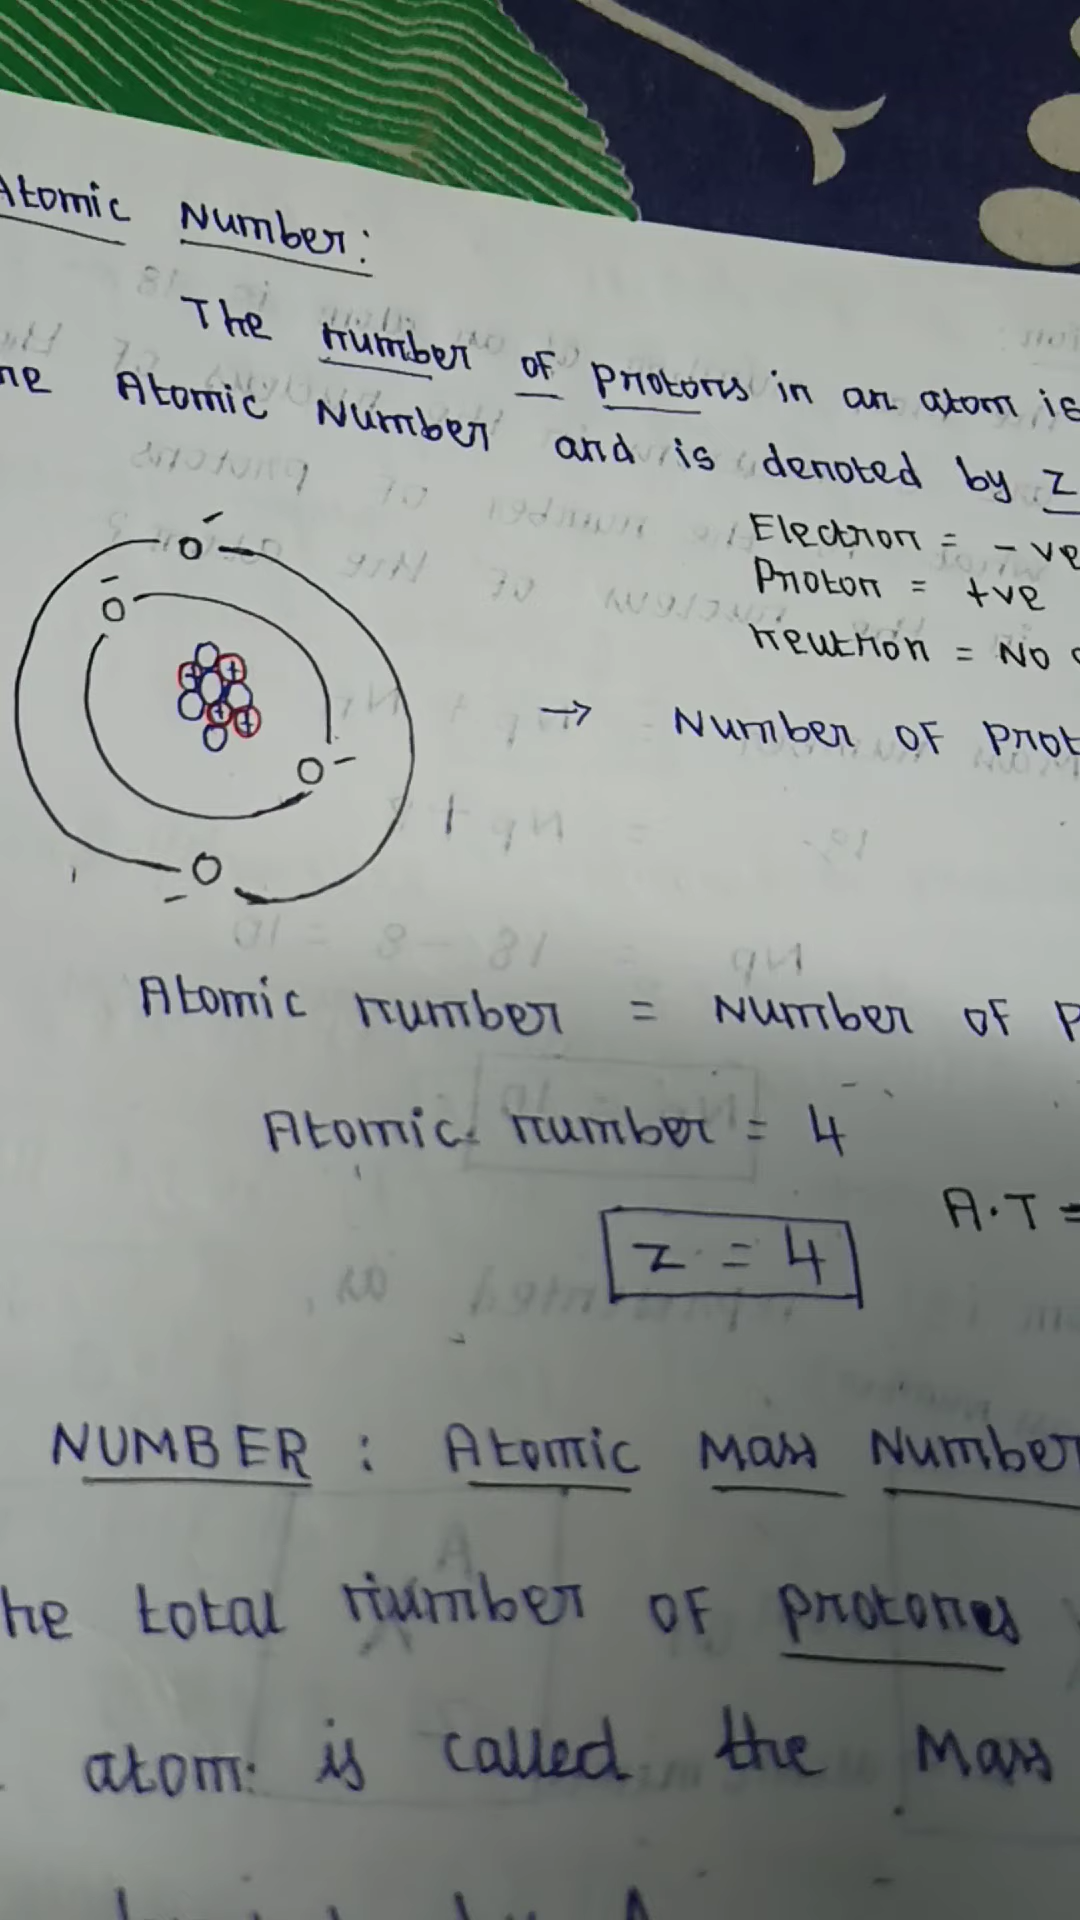 Atomic Number:
The number of protons in an atom is
Atomic Number and is denoted by Z
Electron = -ve
Proton = +ve
Neutron = No
→ Number of prot
Atomic number = Number of P
Atomic number = 4
A.T =
Z = 4
NUMBER : Atomic Mass Number
he total number of protones
atom is called the Mass